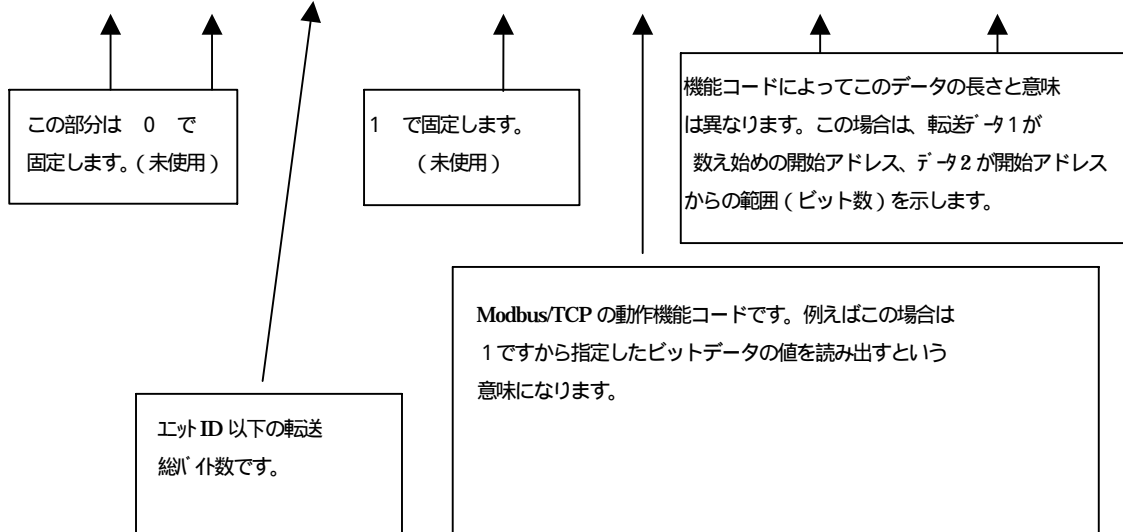 この部分は　0　で
固定します。（未使用）
1　で固定します。
（未使用）
機能コードによってこのデータの長さと意味
は異なります。この場合は、転送ﾃﾞｰﾀ1が
数え始めの開始アドレス、ﾃﾞｰﾀ2が開始アドレス
からの範囲（ビット数）を示します。
Modbus/TCP の動作機能コードです。例えばこの場合は
1ですから指定したビットデータの値を読み出すという
意味になります。
ﾕﾆｯﾄID 以下の転送
総ﾊﾞｲﾄ数です。